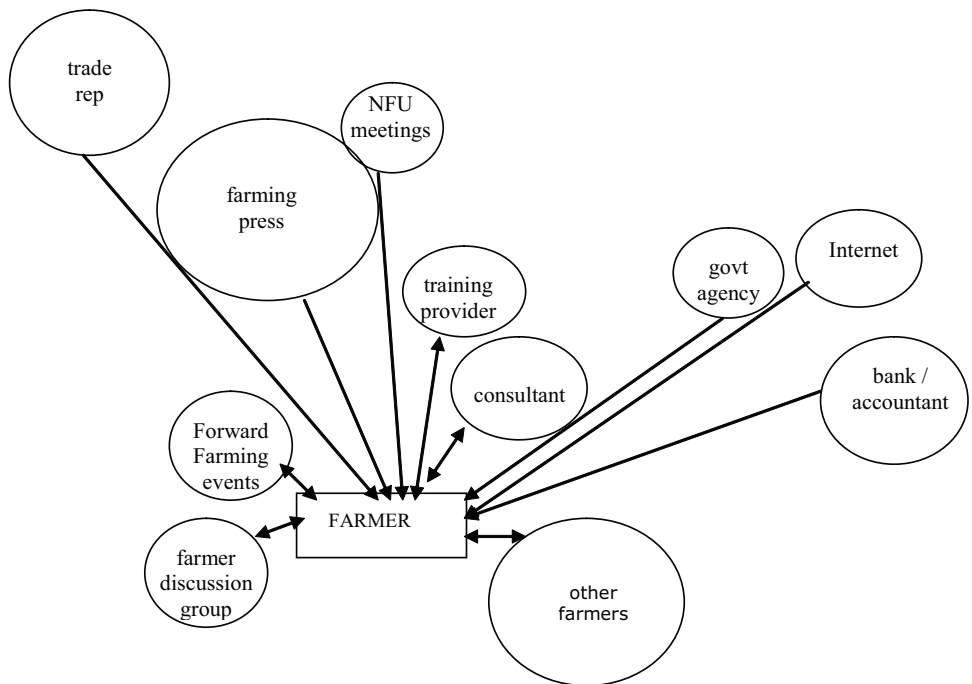 trade
rep
NFU
meetings
farming
press
training
provider
govt
agency
Internet
consultant
bank /
accountant
Forward
Farming
events
FARMER
farmer
discussion
group
other
farmers